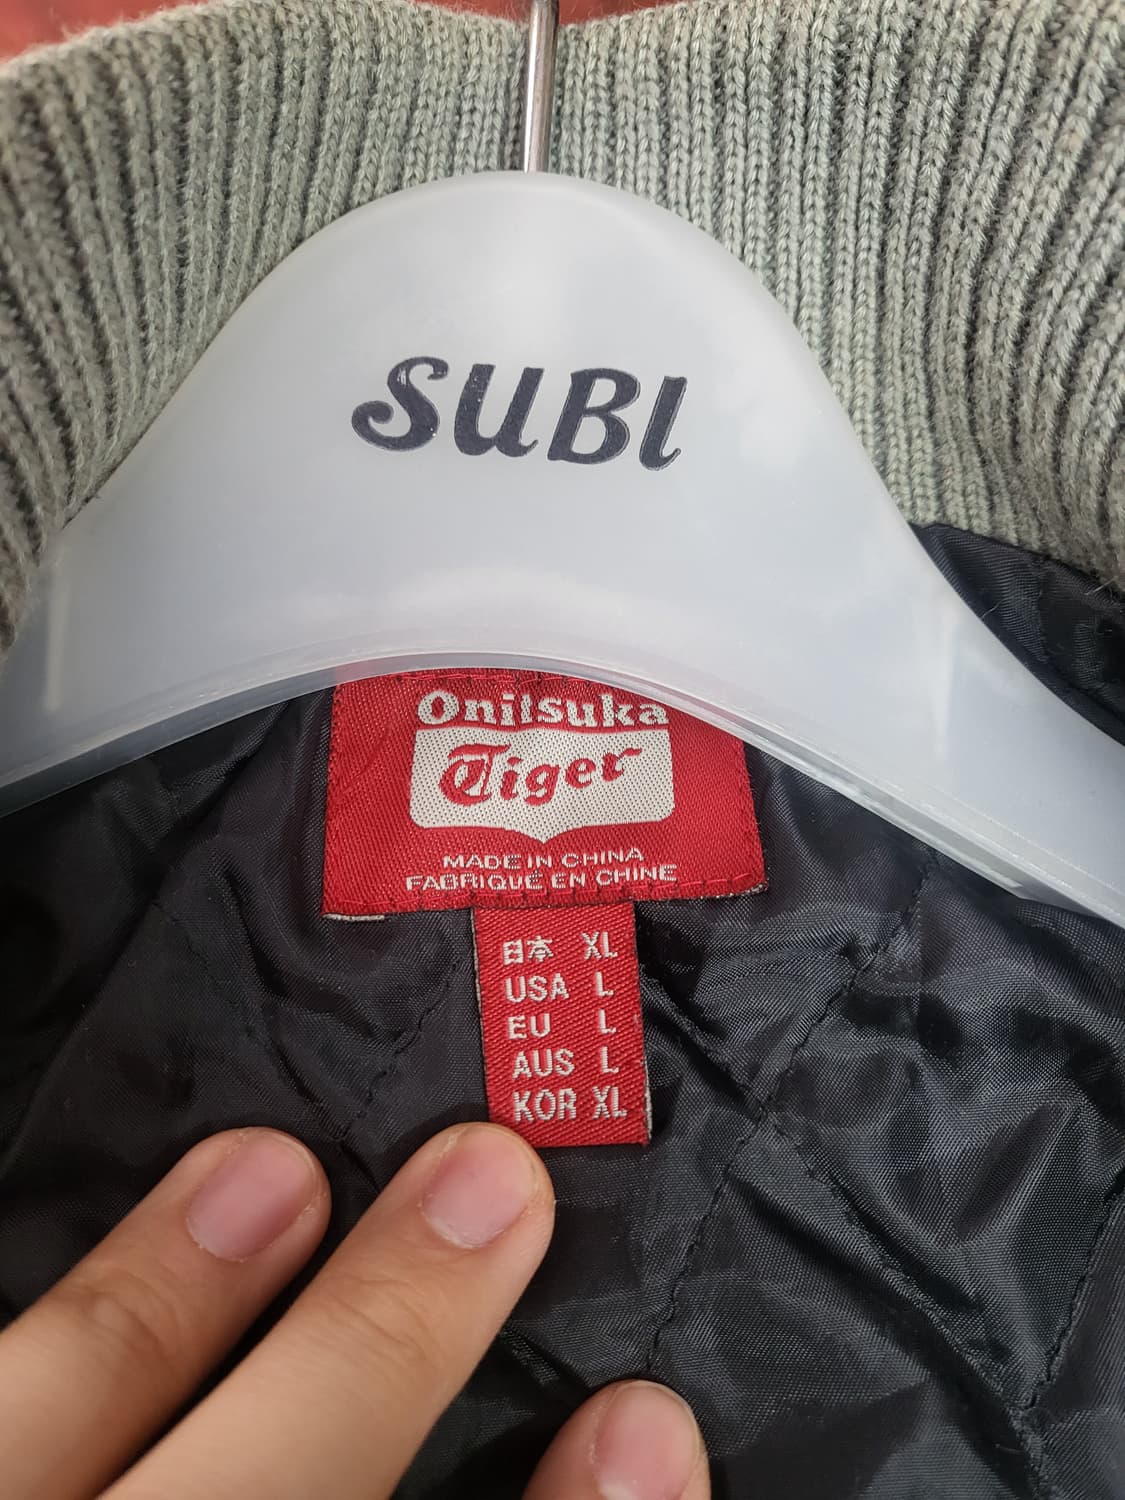 SUBI
Onitsuka
Tiger
MADE IN CHINA
FABRIQUÉ EN CHINE
日本 XL
USA L
EU L
AUS L
KOR XL